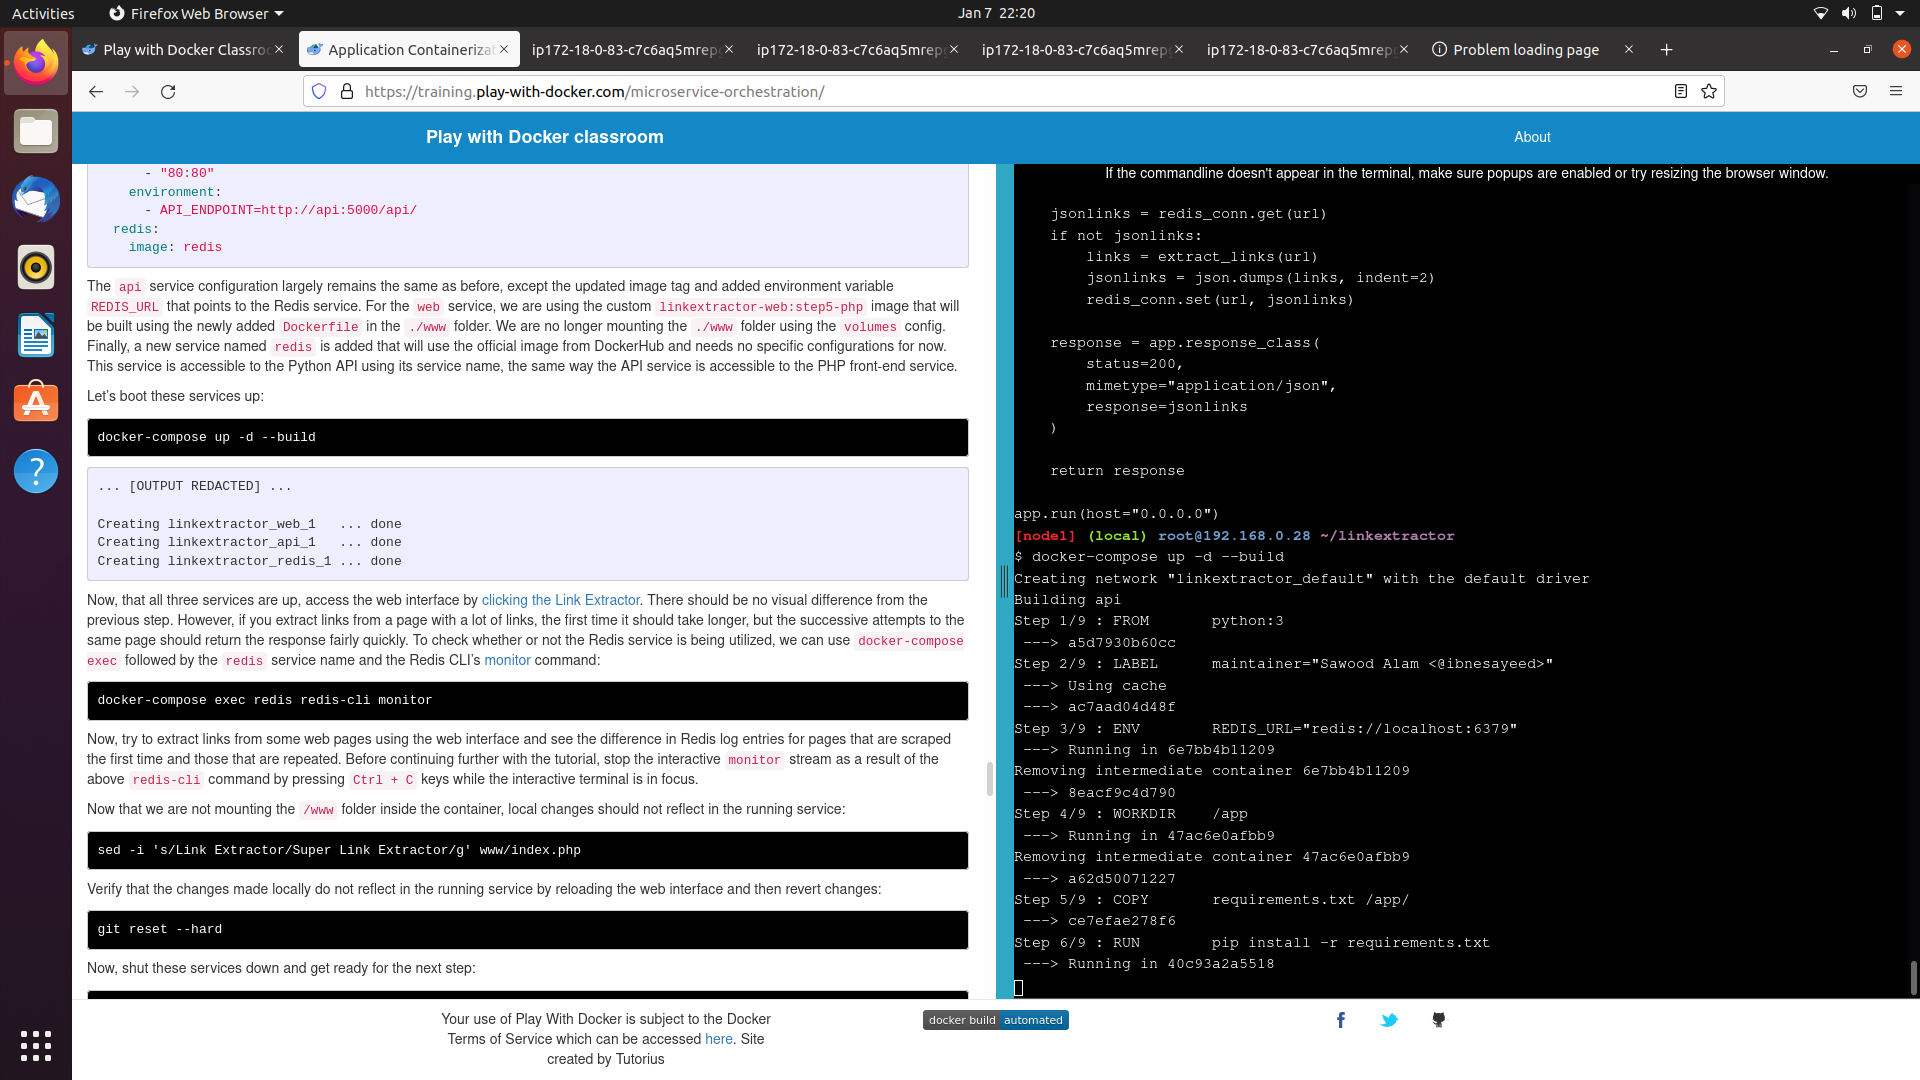 Activities
Firefox Web Browser
Jan 7 22:20
Play with Docker Classro
Application Containeriza
ip172-18-0-83-c7c6aq5mrep
ip172-18-0-83-c7c6aq5mrep
ip172-18-0-83-c7c6aq5mrep
ip172-18-0-83-c7c6aq5mrep
Problem loading page
https://training.play-with-docker.com/microservice-orchestration/
Play with Docker classroom
About
- "80:80"
environment:
- API_ENDPOINT=http://api:5000/api/
redis:
image: redis
The api service configuration largely remains the same as before, except the updated image tag and added environment variable
REDIS_URL that points to the Redis service. For the web service, we are using the custom linkextractor-web:step5-php image that will
be built using the newly added Dockerfile in the ./www folder. We are no longer mounting the ./www folder using the volumes config.
Finally, a new service named redis is added that will use the official image from DockerHub and needs no specific configurations for now.
This service is accessible to the Python API using its service name, the same way the API service is accessible to the PHP front-end service.
Let's boot these services up:
docker-compose up -d --build
... [OUTPUT REDACTED] ...
Creating linkextractor_web_1   ... done
Creating linkextractor_api_1   ... done
Creating linkextractor_redis_1 ... done
Now, that all three services are up, access the web interface by clicking the Link Extractor. There should be no visual difference from the
previous step. However, if you extract links from a page with a lot of links, the first time it should take longer, but the successive attempts to the
same page should return the response fairly quickly. To check whether or not the Redis service is being utilized, we can use docker-compose
exec followed by the redis service name and the Redis CLI's monitor command:
docker-compose exec redis redis-cli monitor
Now, try to extract links from some web pages using the web interface and see the difference in Redis log entries for pages that are scraped
the first time and those that are repeated. Before continuing further with the tutorial, stop the interactive monitor stream as a result of the
above redis-cli command by pressing Ctrl + C keys while the interactive terminal is in focus.
Now that we are not mounting the /www folder inside the container, local changes should not reflect in the running service:
sed -i 's/Link Extractor/Super Link Extractor/g' www/index.php
Verify that the changes made locally do not reflect in the running service by reloading the web interface and then revert changes:
git reset --hard
Now, shut these services down and get ready for the next step:
If the commandline doesn't appear in the terminal, make sure popups are enabled or try resizing the browser window.
jsonlinks = redis_conn.get(url)
if not jsonlinks:
links = extract_links(url)
jsonlinks = json.dumps(links, indent=2)
redis_conn.set(url, jsonlinks)
response = app.response_class(
status=200,
mimetype="application/json",
response=jsonlinks
)
return response
app.run(host="0.0.0.0")
[node1] (local) root@192.168.0.28 ~/linkextractor
$ docker-compose up -d --build
Creating network "linkextractor_default" with the default driver
Building api
Step 1/9 : FROM       python:3
---> a5d7930b60cc
Step 2/9 : LABEL      maintainer="Sawood Alam <@ibnesayeed>"
---> Using cache
---> ac7aad04d48f
Step 3/9 : ENV        REDIS_URL="redis://localhost:6379"
---> Running in 6e7bb4b11209
Removing intermediate container 6e7bb4b11209
---> 8eacf9c4d790
Step 4/9 : WORKDIR    /app
---> Running in 47ac6e0afbb9
Removing intermediate container 47ac6e0afbb9
---> a62d50071227
Step 5/9 : COPY       requirements.txt /app/
---> ce7efae278f6
Step 6/9 : RUN        pip install -r requirements.txt
---> Running in 40c93a2a5518
Your use of Play With Docker is subject to the Docker
Terms of Service which can be accessed here. Site
created by Tutorius
docker build automated